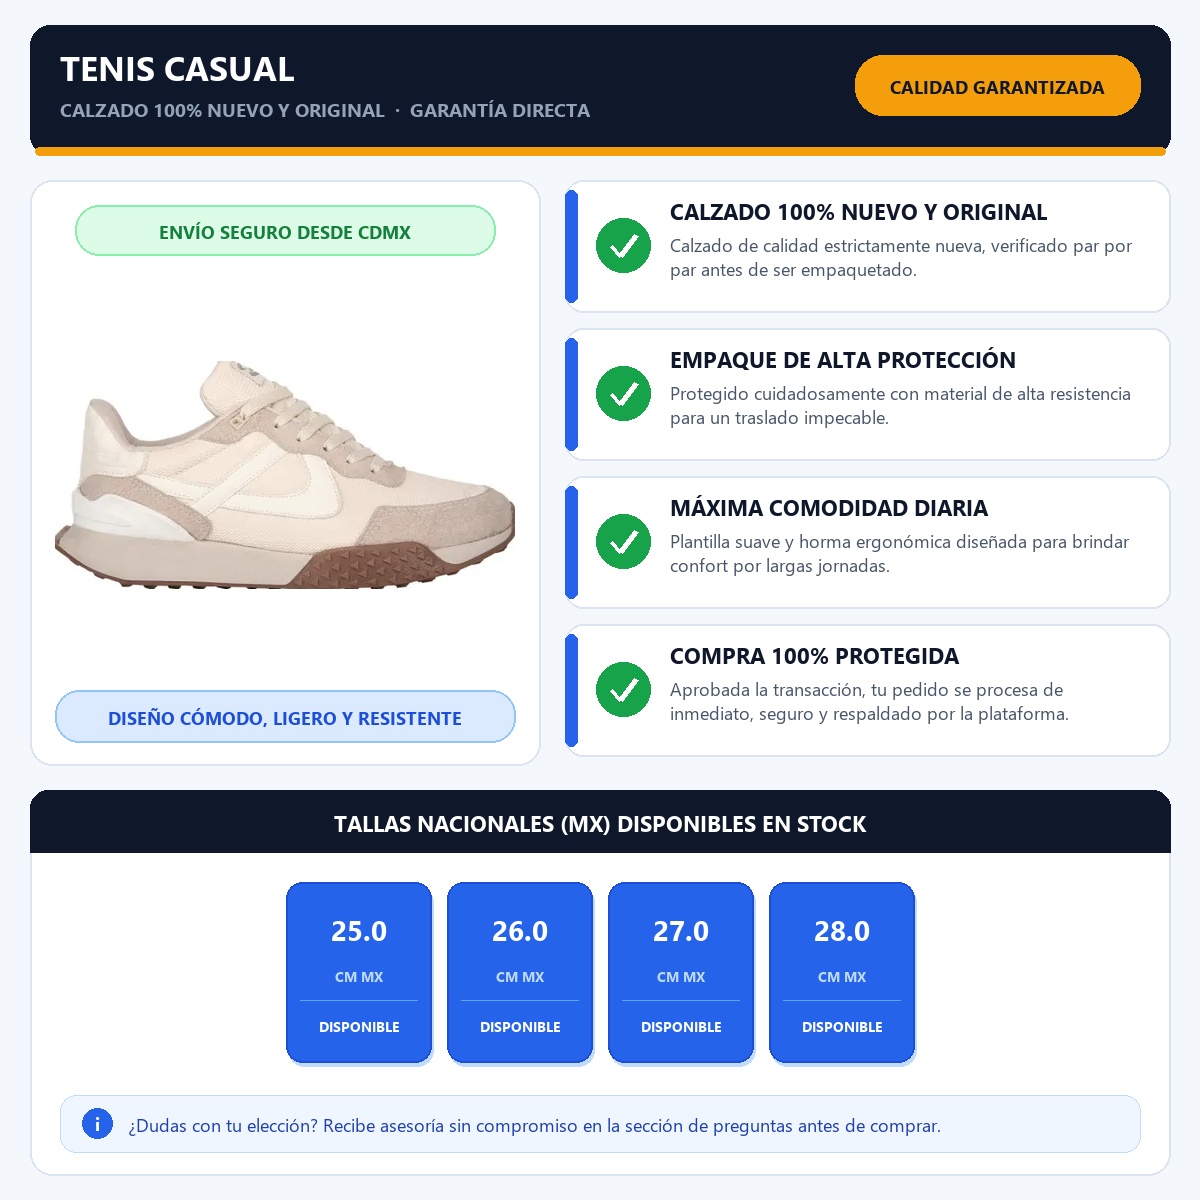 TENIS CASUAL
CALZADO 100% NUEVO Y ORIGINAL · GARANTÍA DIRECTA
CALIDAD GARANTIZADA
ENVÍO SEGURO DESDE CDMX
DISEÑO CÓMODO, LIGERO Y RESISTENTE
CALZADO 100% NUEVO Y ORIGINAL
Calzado de calidad estrictamente nueva, verificado par por
par antes de ser empaquetado.
EMPAQUE DE ALTA PROTECCIÓN
Protegido cuidadosamente con material de alta resistencia
para un traslado impecable.
MÁXIMA COMODIDAD DIARIA
Plantilla suave y horma ergonómica diseñada para brindar
confort por largas jornadas.
COMPRA 100% PROTEGIDA
Aprobada la transacción, tu pedido se procesa de
inmediato, seguro y respaldado por la plataforma.
TALLAS NACIONALES (MX) DISPONIBLES EN STOCK
25.0
CM MX
DISPONIBLE
26.0
CM MX
DISPONIBLE
27.0
CM MX
DISPONIBLE
28.0
CM MX
DISPONIBLE
¿Dudas con tu elección? Recibe asesoría sin compromiso en la sección de preguntas antes de comprar.